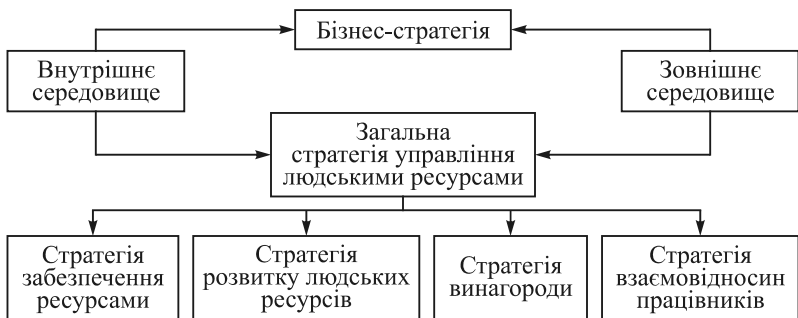 Бізнес-стратегія
Внутрішнє
середовище
Зовнішнє
середовище
Загальна
стратегія управління
людськими ресурсами
Стратегія
забезпечення
ресурсами
Стратегія
розвитку людських
ресурсів
Стратегія
винагороди
Стратегія
взаємовідносин
працівників